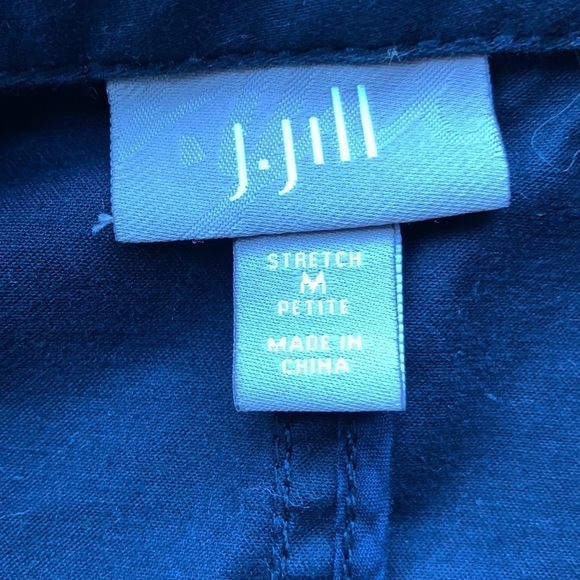 J.Jill
STRETCH
M
PETITE
MADE IN
CHINA